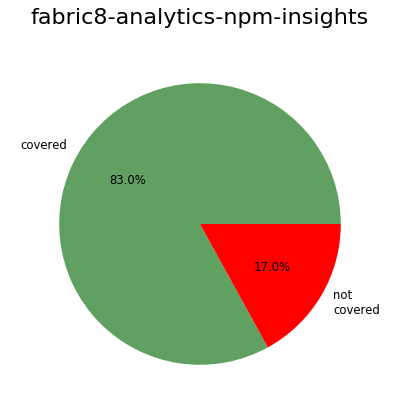 fabric8-analytics-npm-insights
covered
83.0%
17.0%
not
covered